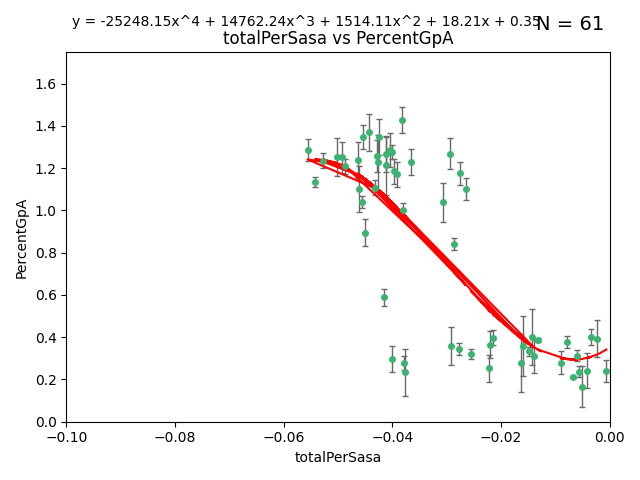 y = -25248.15x^4 + 14762.24x^3 + 1514.11x^2 + 18.21x + 0.35
N = 61
totalPerSasa vs PercentGpA
1.6
1.4
1.2
1.0
0.8
0.6
0.4
0.2
0.0
PercentGpA
−0.10 −0.08 −0.06 −0.04 −0.02 0.00
totalPerSasa